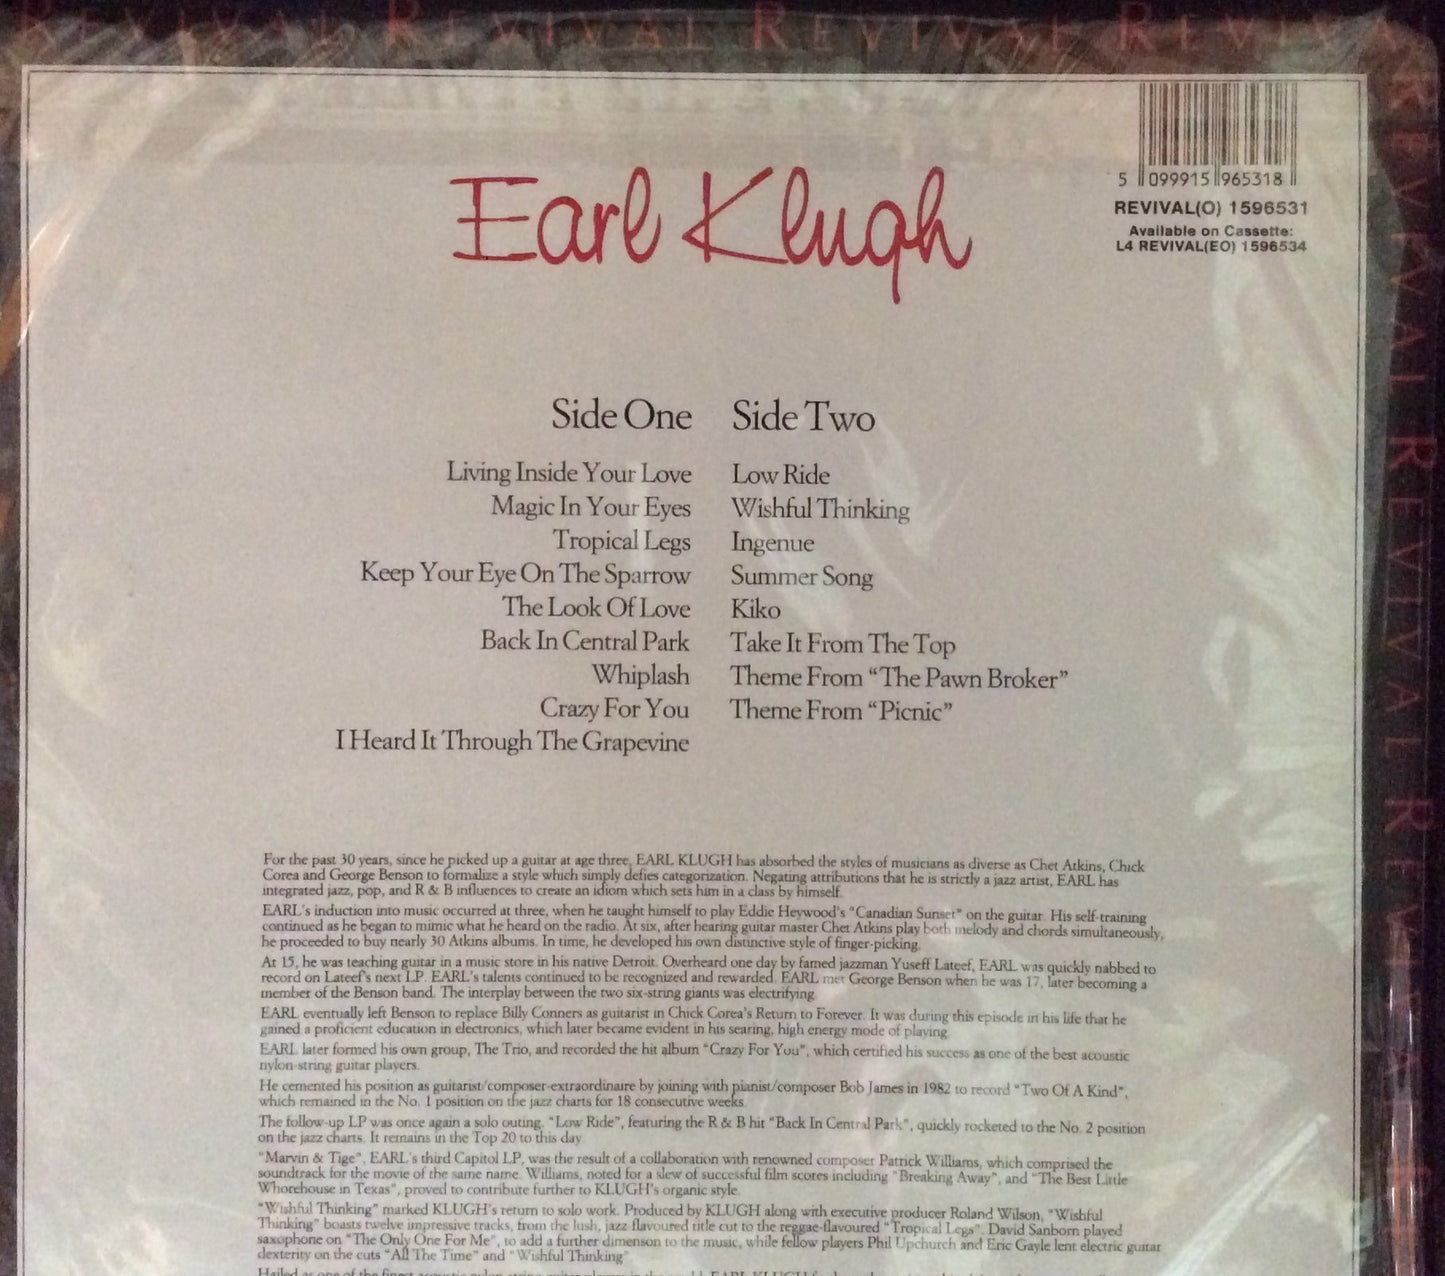 REVIVAL REVIVAL REVIVAL REVIVAL
5 099915 965318
REVIVAL(O) 1596531
Available on Cassette:
L4 REVIVAL(EO) 1596534
Earl Klugh
Side One
Living Inside Your Love
Magic In Your Eyes
Tropical Legs
Keep Your Eye On The Sparrow
The Look Of Love
Back In Central Park
Whiplash
Crazy For You
I Heard It Through The Grapevine
Side Two
Low Ride
Wishful Thinking
Ingenue
Summer Song
Kiko
Take It From The Top
Theme From “The Pawn Broker”
Theme From “Picnic”
For the past 30 years, since he picked up a guitar at age three, EARL KLUGH has absorbed the styles of musicians as diverse as Chet Atkins, Chick
Corea and George Benson to formalize a style which simply defies categorization. Negating attributions that he is strictly a jazz artist, EARL has
integrated jazz, pop, and R & B influences to create an idiom which sets him in a class by himself.
EARL's induction into music occurred at three, when he taught himself to play Eddie Heywood's "Canadian Sunset" on the guitar. His self-training
continued as he began to mimic what he heard on the radio. At six, after hearing guitar master Chet Atkins play both melody and chords simultaneously,
he proceeded to buy nearly 30 Atkins albums. In time, he developed his own distinctive style of finger-picking.
At 15, he was teaching guitar in a music store in his native Detroit. Overheard one day by famed jazzman Yuseff Lateef, EARL was quickly nabbed to
record on Lateef's next LP. EARL's talents continued to be recognized and rewarded. EARL met George Benson when he was 17, later becoming a
member of the Benson band. The interplay between the two six-string giants was electrifying.
EARL eventually left Benson to replace Billy Conners as guitarist in Chick Corea's Return to Forever. It was during this episode in his life that he
gained a proficient education in electronics, which later became evident in his searing, high energy mode of playing.
EARL later formed his own group, The Trio, and recorded the hit album "Crazy For You", which certified his success as one of the best acoustic
nylon-string guitar players.
He cemented his position as guitarist/composer-extraordinaire by joining with pianist/composer Bob James in 1982 to record "Two Of A Kind",
which remained in the No. 1 position on the jazz charts for 18 consecutive weeks.
The follow-up LP was once again a solo outing. "Low Ride", featuring the R & B hit "Back In Central Park", quickly rocketed to the No. 2 position
on the jazz charts. It remains in the Top 20 to this day.
"Marvin & Tige", EARL's third Capitol LP, was the result of a collaboration with renowned composer Patrick Williams, which comprised the
soundtrack for the movie of the same name. Williams, noted for a slew of successful film scores including "Breaking Away", and "The Best Little
Whorehouse in Texas", proved to contribute further to KLUGH's organic style.
"Wishful Thinking" marked KLUGH's return to solo work. Produced by KLUGH along with executive producer Roland Wilson, "Wishful
Thinking" boasts twelve impressive tracks, from the lush, jazz flavoured title cut to the reggae-flavoured "Tropical Legs". David Sanborn played
saxophone on "The Only One For Me", to add a further dimenson to the music, while fellow players Phil Upchurch and Eric Gayle lent electric guitar
dexterity on the cuts "All The Time" and "Wishful Thinking"
REVIVAL REVIVAL REVIVAL